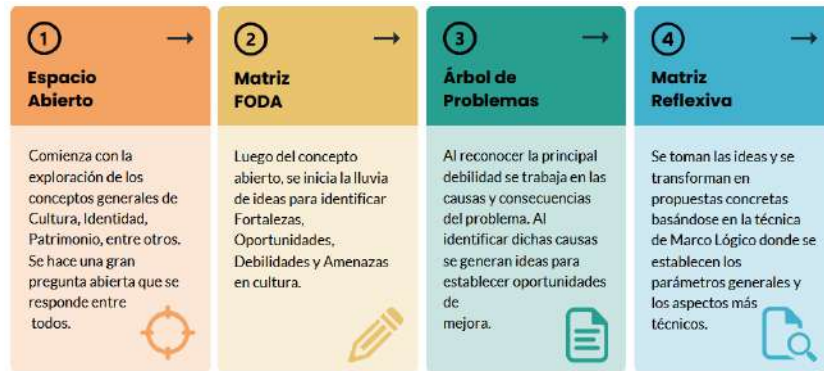 1
Espacio
Abierto
Comienza con la
exploración de los
conceptos generales de
Cultura, Identidad,
Patrimonio, entre otros.
Se hace una gran
pregunta abierta que se
responde entre
todos.
2
Matriz
FODA
Luego del concepto
abierto, se inicia la lluvia
de ideas para identificar
Fortalezas,
Oportunidades,
Debilidades y Amenazas
en cultura.
3
Árbol de
Problemas
Al reconocer la principal
debilidad se trabaja en las
causas y consecuencias
del problema. Al
identificar dichas causas
se generan ideas para
establecer oportunidades
de
mejora.
4
Matriz
Reflexiva
Se toman las ideas y se
transforman en
propuestas concretas
basándose en la técnica
de Marco Lógico donde se
establecen los
parámetros generales y
los aspectos más
técnicos.